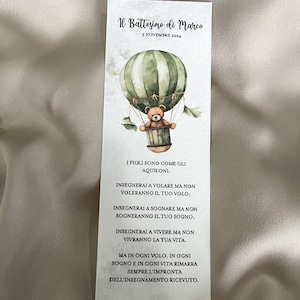 Il Battesimo di Marco
5 NOVEMBRE 2024
I FIGLI SONO COME GLI
AQUILONI.
INSEGNERAI A VOLARE MA NON
VOLERANNO IL TUO VOLO.
INSEGNERAI A SOGNARE MA NON
SOGNERANNO IL TUO SOGNO.
INSEGNERAI A VIVERE MA NON
VIVRANNO LA TUA VITA.
MA IN OGNI VOLO, IN OGNI
SOGNO E IN OGNI VITA RIMARRÀ
SEMPRE L'IMPRONTA
DELL'INSEGNAMENTO RICEVUTO.